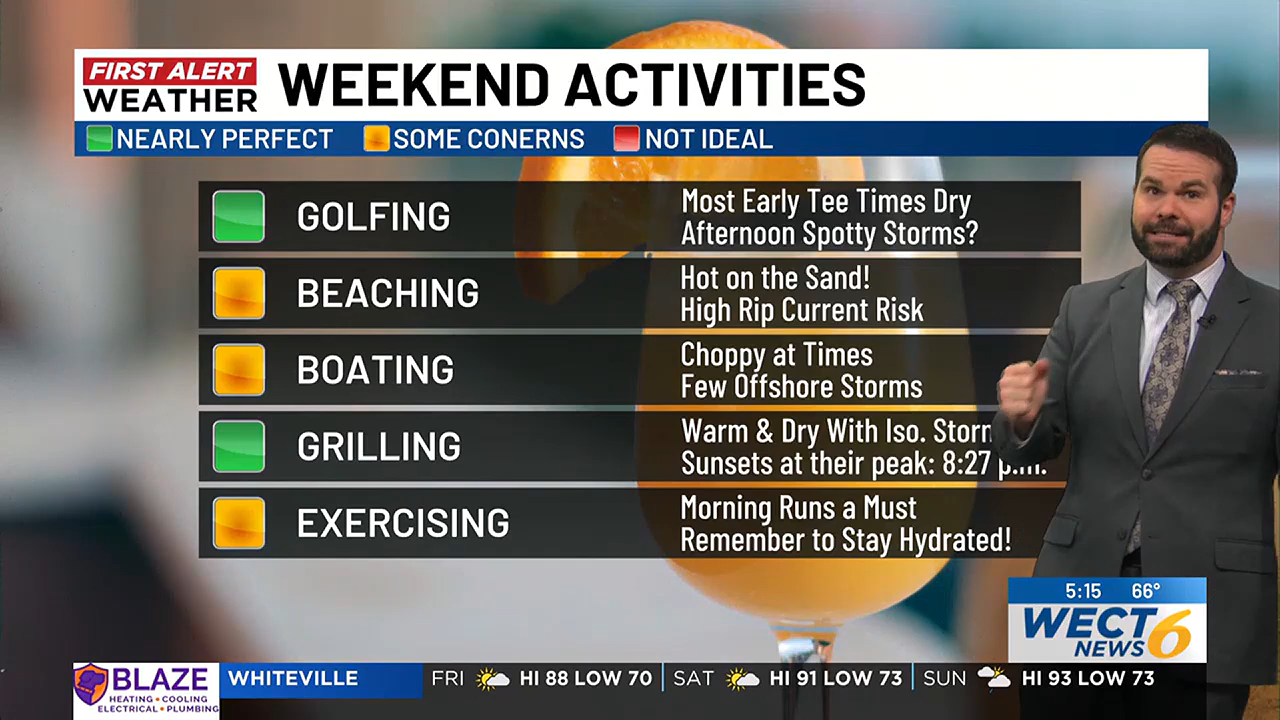 FIRST ALERT
WEATHER
WEEKEND ACTIVITIES
NEARLY PERFECT SOME CONERNS NOT IDEAL
GOLFING
Most Early Tee Times Dry
Afternoon Spotty Storms?
BEACHING
Hot on the Sand!
High Rip Current Risk
BOATING
Choppy at Times
Few Offshore Storms
GRILLING
Warm & Dry With Iso.
Sunsets at their peak: 8:27 p.m.
EXERCISING
Morning Runs a Must
Remember to Stay Hydrated!
5:15 66°
WECT 6
NEWS
BLAZE
HEATING • COOLING
ELECTRICAL • PLUMBING
WHITEVILLE FRI HI 88 LOW 70 SAT HI 91 LOW 73 SUN HI 93 LOW 73